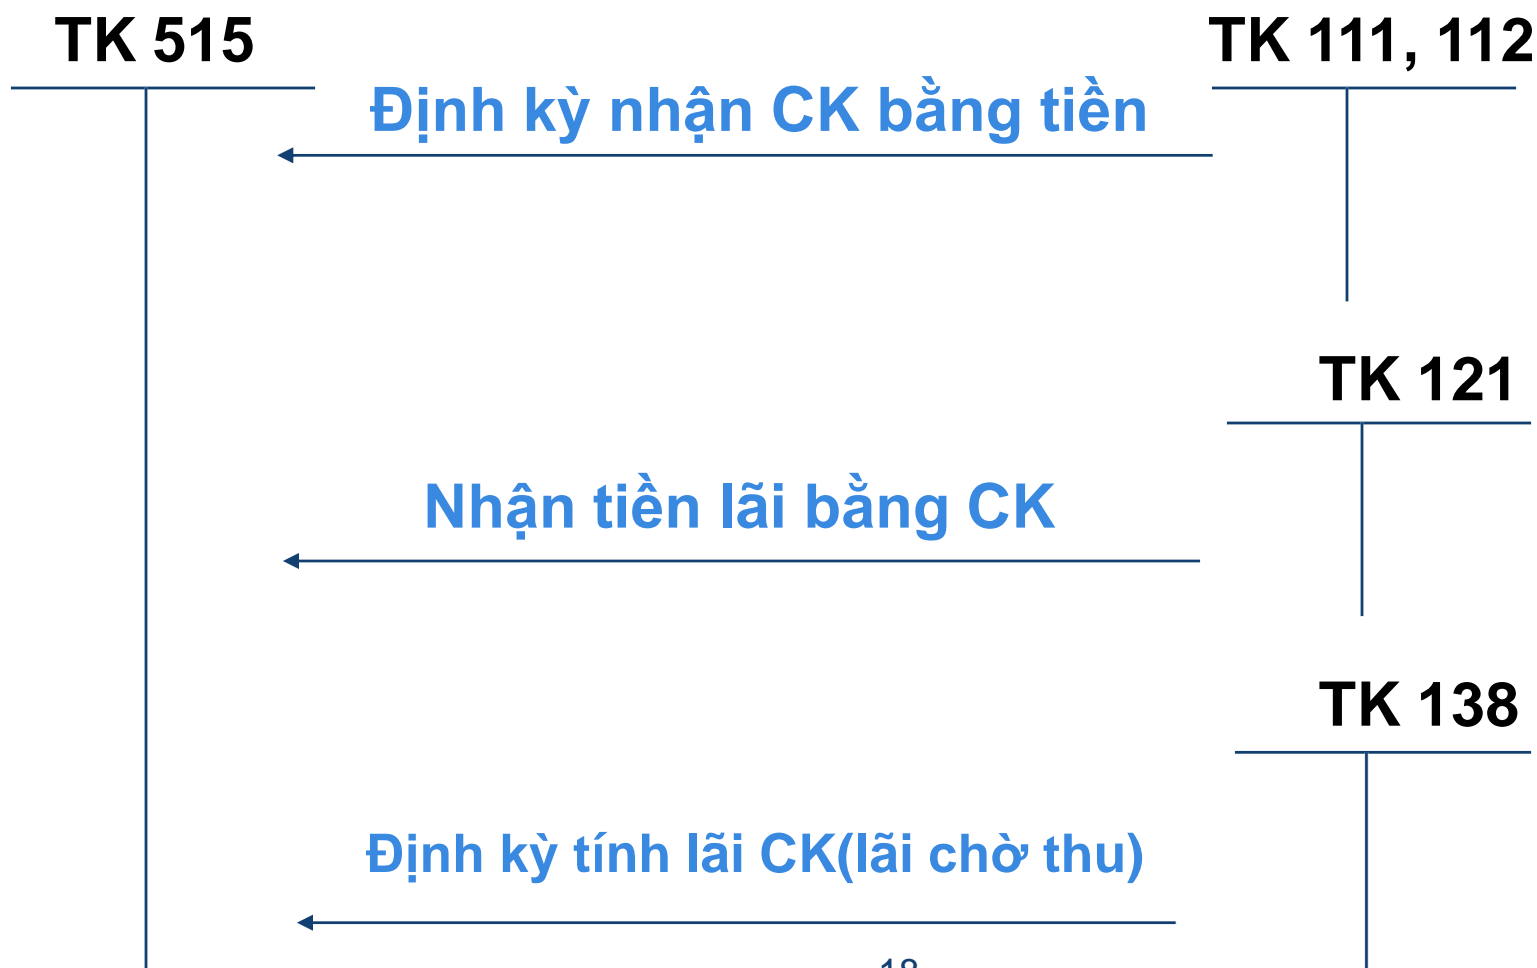 TK 515
TK 111, 112
Định kỳ nhận CK bằng tiền
TK 121
Nhận tiền lãi bằng CK
TK 138
Định kỳ tính lãi CK(lãi chờ thu)
18